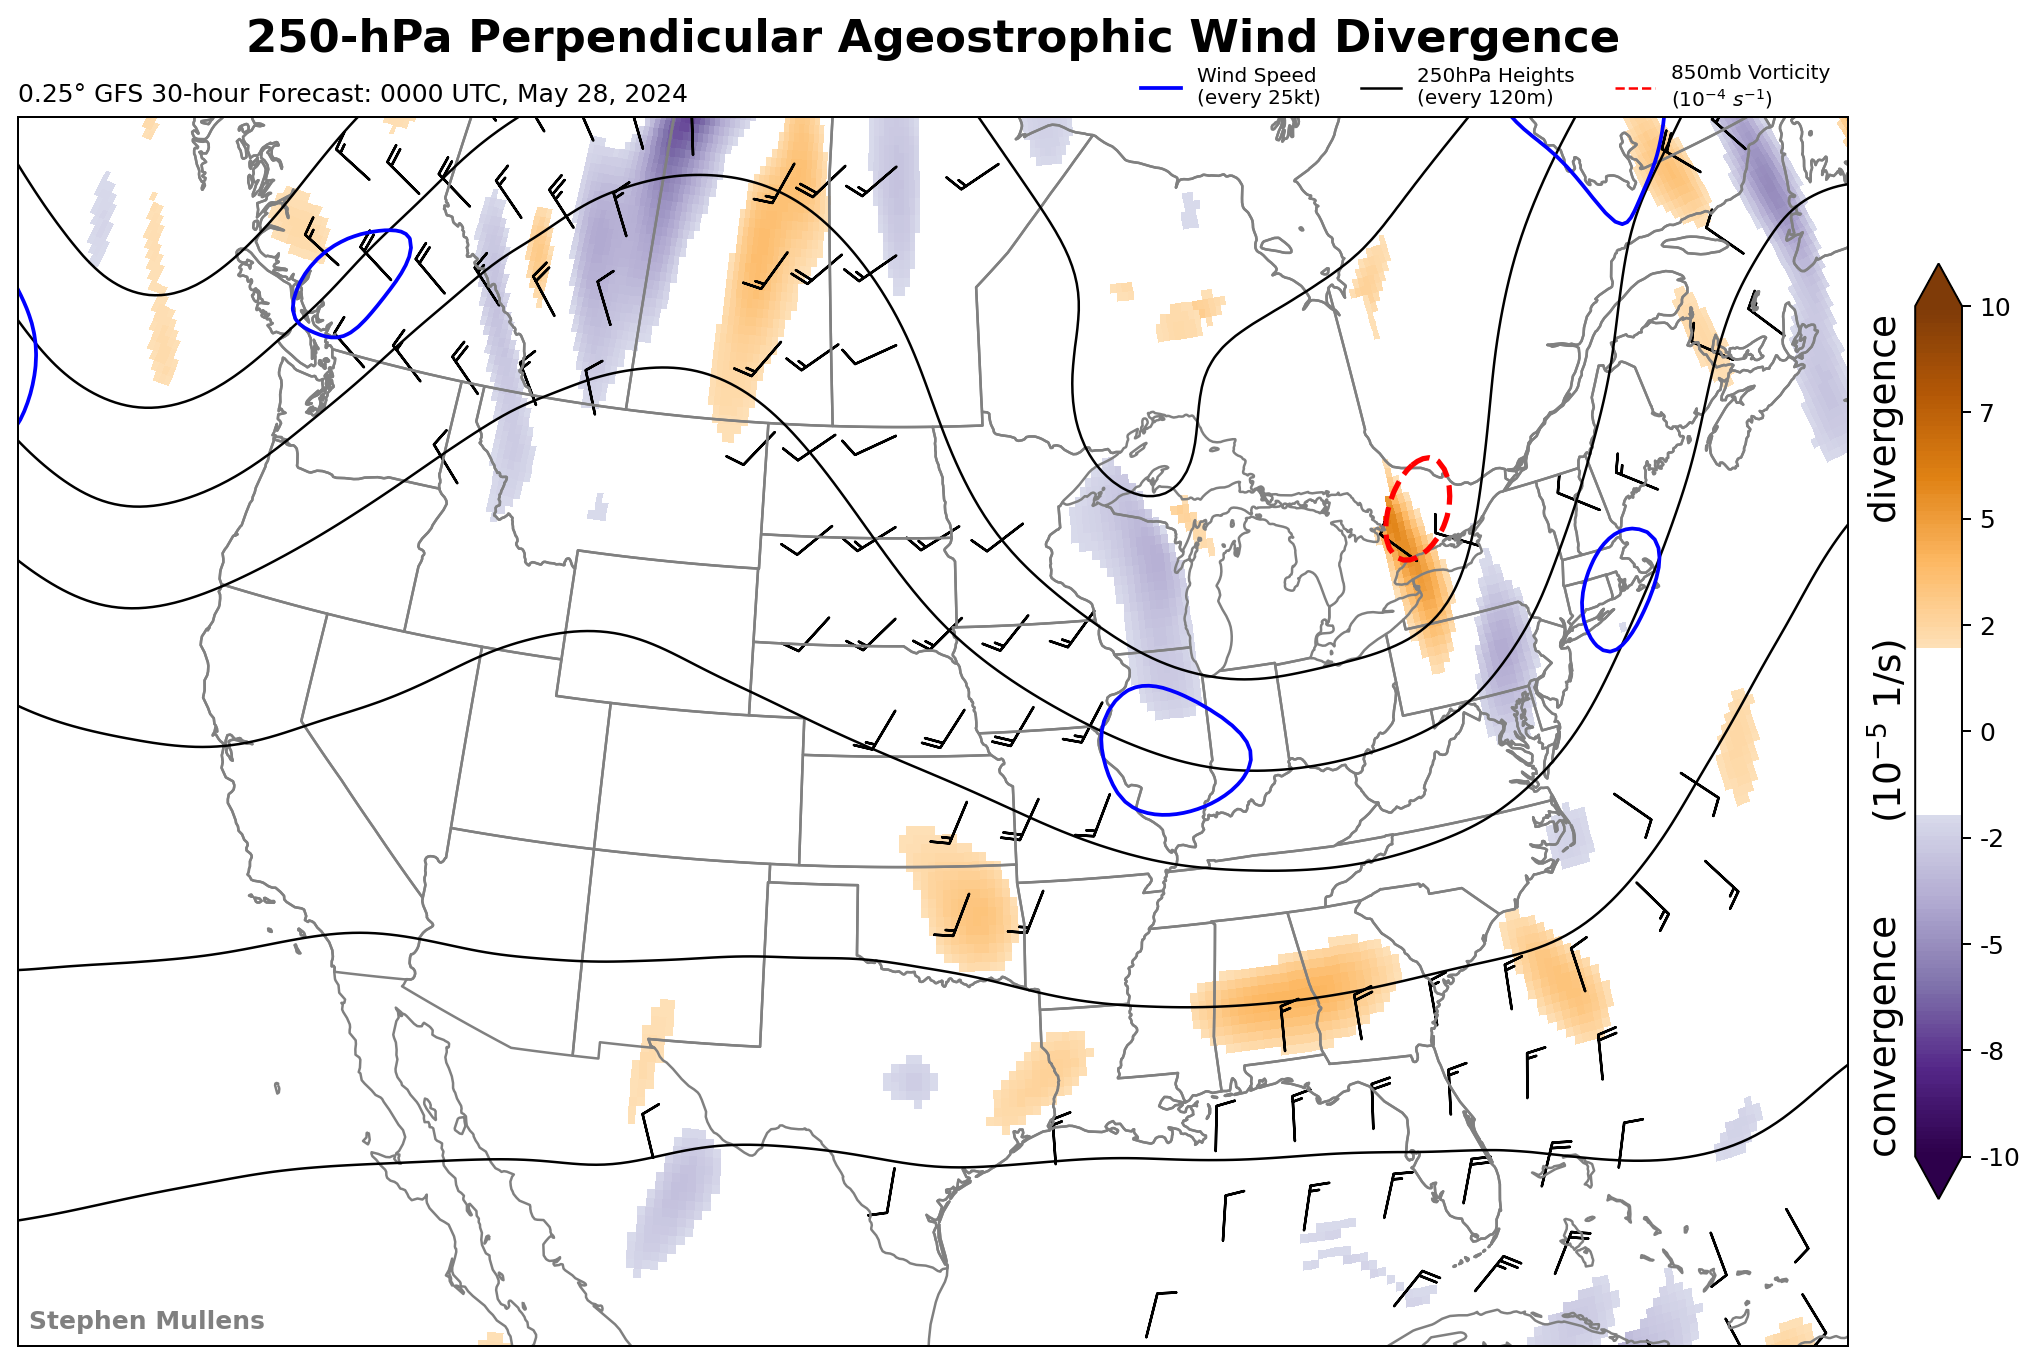 250-hPa Perpendicular Ageostrophic Wind Divergence
0.25° GFS 30-hour Forecast: 0000 UTC, May 28, 2024
Wind Speed
(every 25kt)
250hPa Heights
(every 120m)
850mb Vorticity
(10⁻⁴ s⁻¹)
10
7
5
2
0
-2
-5
-8
-10
convergence (10⁻⁵ 1/s) divergence
Stephen Mullens